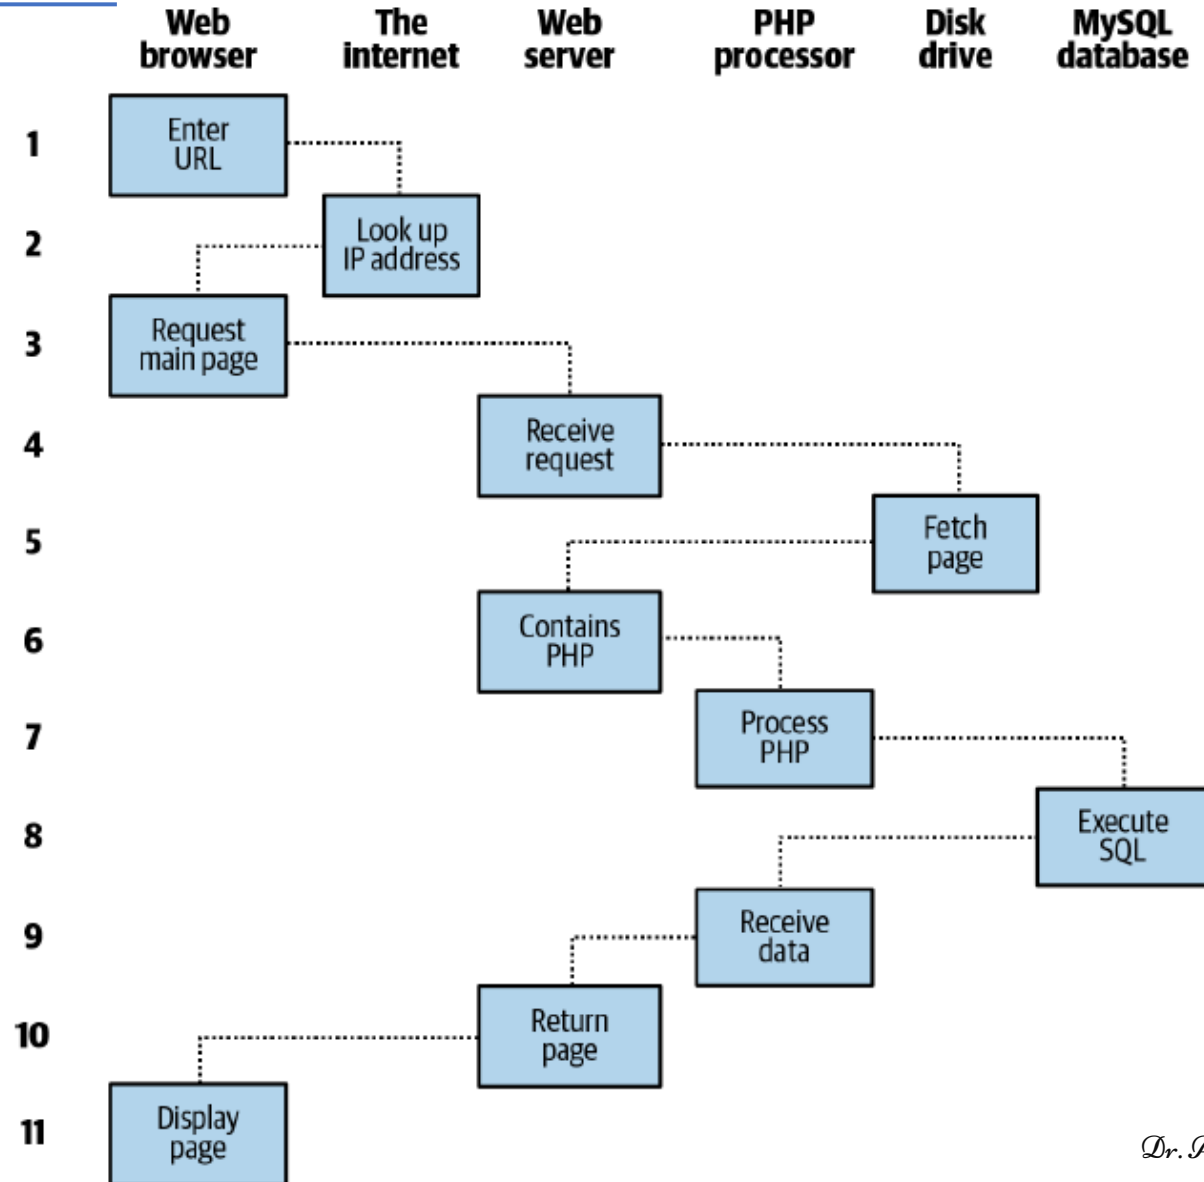 Web The Web PHP Disk MySQL
browser internet server processor drive database
1
Enter
URL
2
Look up
IP address
3
Request
main page
4
Receive
request
5
Fetch
page
6
Contains
PHP
7
Process
PHP
8
Execute
SQL
9
Receive
data
10
Return
page
11
Display
page
Dr.